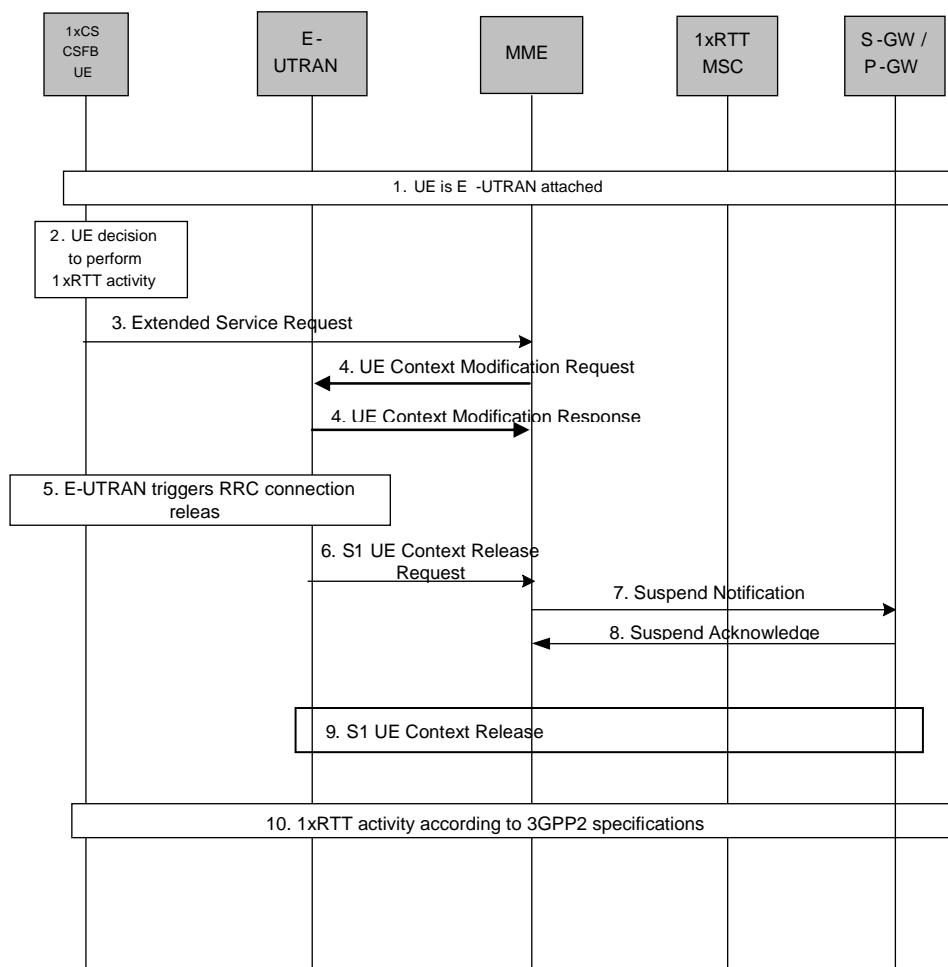 1xCS
CSFB
UE
E-
UTRAN
MME
1xRTT
MSC
S-GW /
P-GW
1. UE is E -UTRAN attached
2. UE decision
to perform
1xRTT activity
3. Extended Service Request
4. UE Context Modification Request
4. UE Context Modification Response
5. E-UTRAN triggers RRC connection
releas
6. S1 UE Context Release
Request
7. Suspend Notification
8. Suspend Acknowledge
9. S1 UE Context Release
10. 1xRTT activity according to 3GPP2 specifications